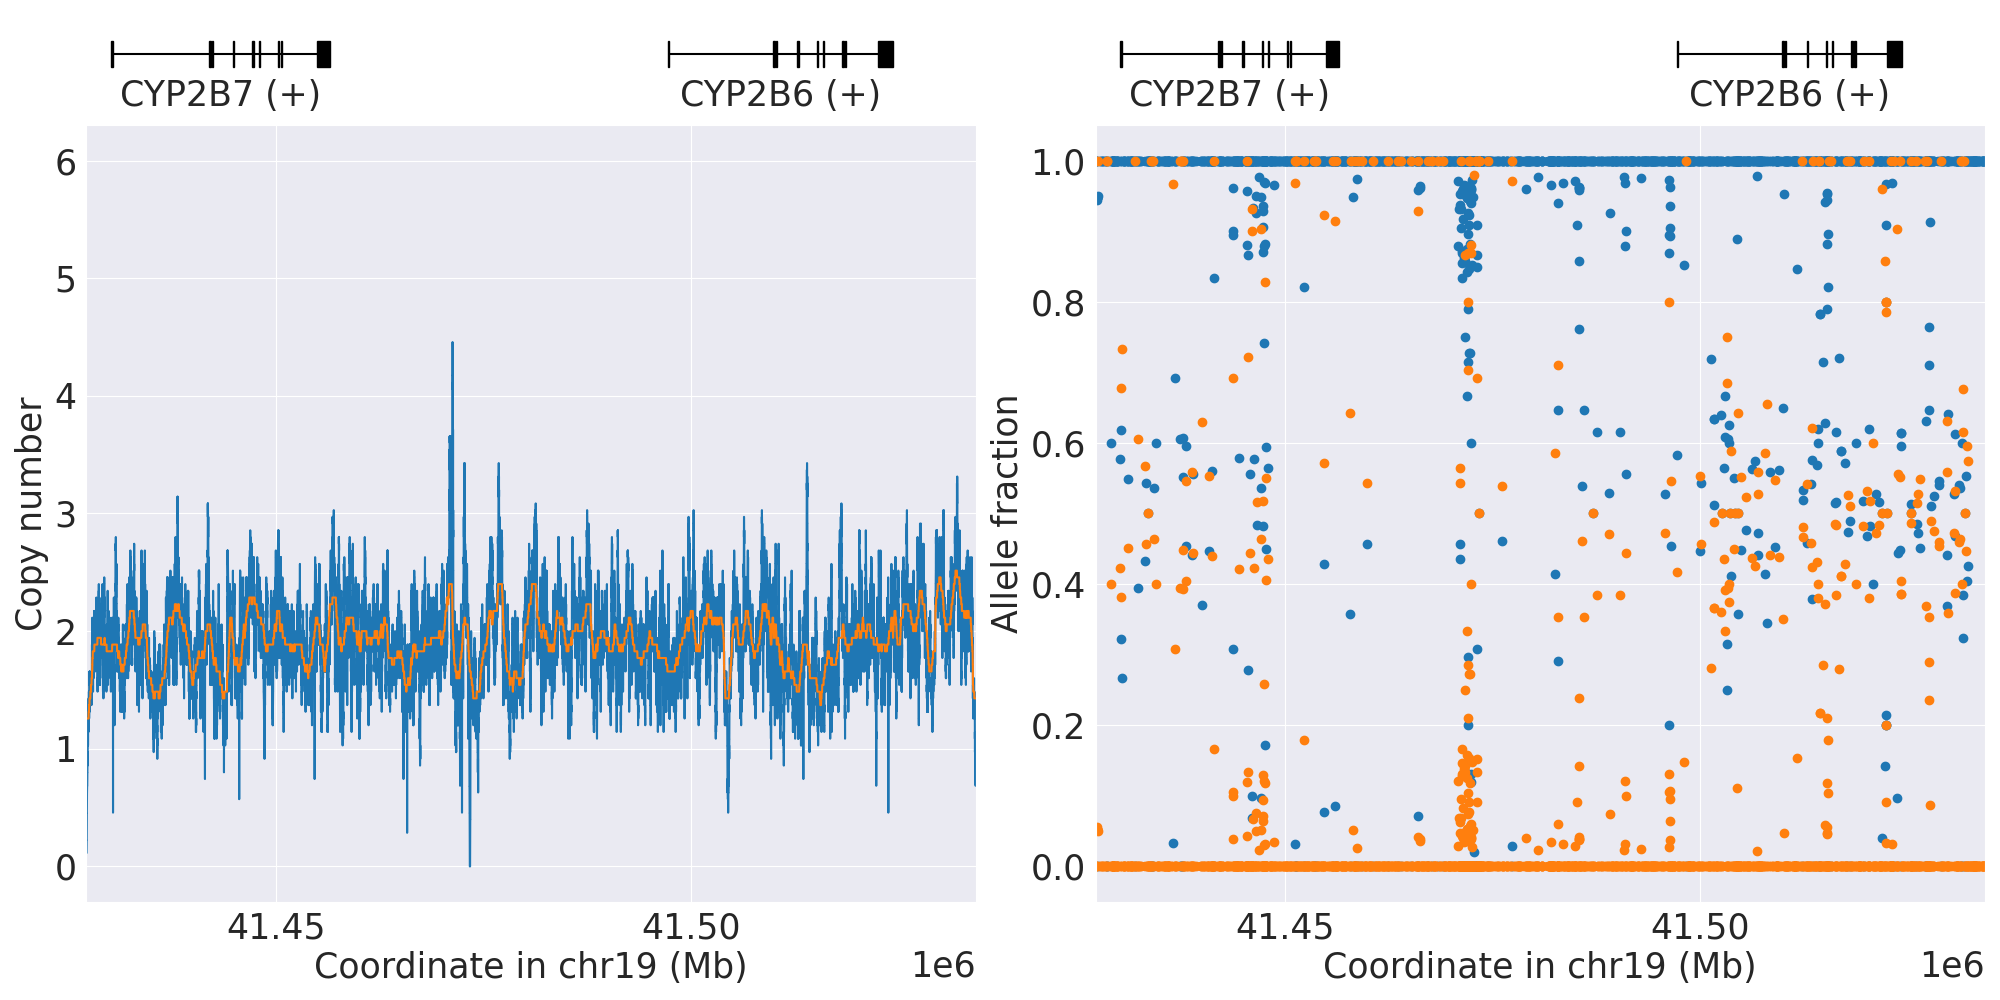 CYP2B7 (+) CYP2B6 (+)
CYP2B7 (+) CYP2B6 (+)
Copy number
6
5
4
3
2
1
0
41.45 41.50
Coordinate in chr19 (Mb) 1e6
Allele fraction
1.0
0.8
0.6
0.4
0.2
0.0
41.45 41.50
Coordinate in chr19 (Mb) 1e6